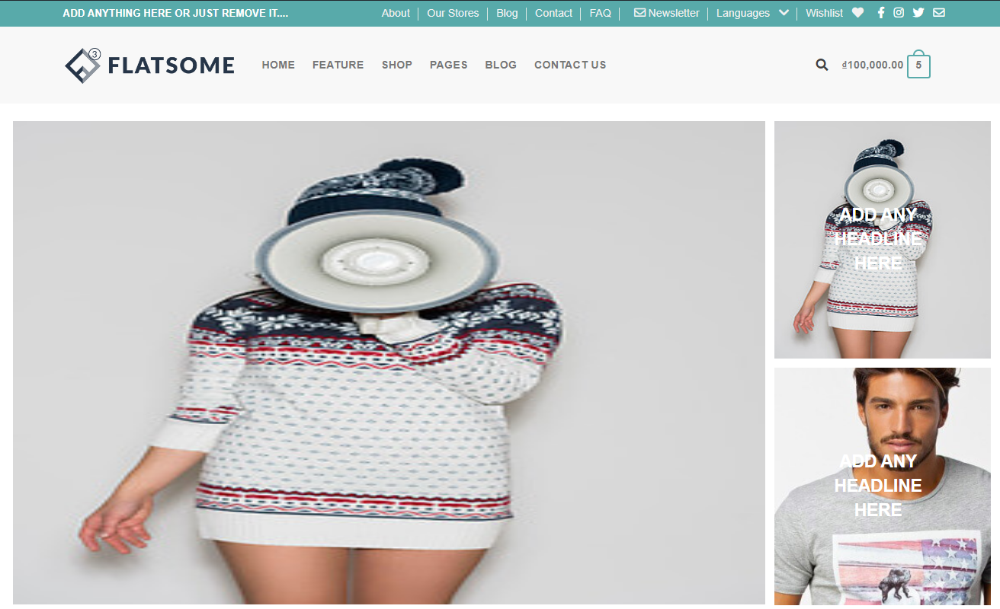 ADD ANYTHING HERE OR JUST REMOVE IT....
About
Our Stores
Blog
Contact
FAQ
Newsletter
Languages
Wishlist
3
FLATSOME
HOME
FEATURE
SHOP
PAGES
BLOG
CONTACT US
₫100,000.00
5
ADD ANY
HEADLINE
HERE
ADD ANY
HEADLINE
HERE